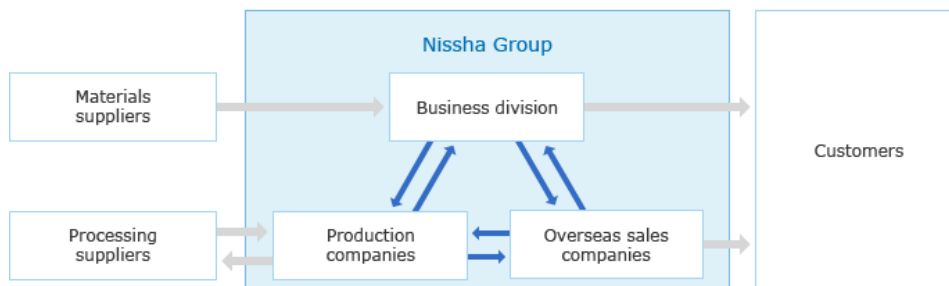 Nissha Group
Materials
suppliers
Business division
Customers
Processing
suppliers
Production
companies
Overseas sales
companies